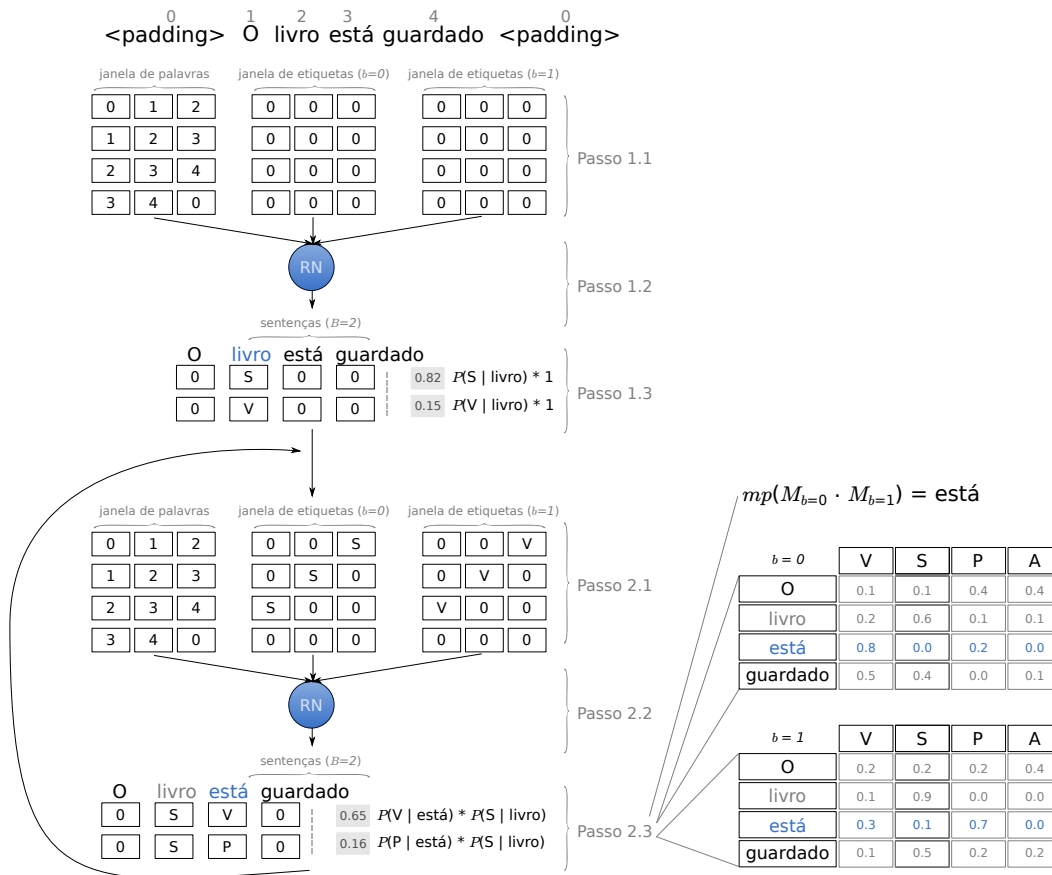 0 1 2 3 4 0
<padding> O livro está guardado <padding>
janela de palavras janela de etiquetas (b=0) janela de etiquetas (b=1)
0 1 2 0 0 0 0 0 0
1 2 3 0 0 0 0 0 0
2 3 4 0 0 0 0 0 0
3 4 0 0 0 0 0 0 0
Passo 1.1
RN
Passo 1.2
sentenças (B=2)
O livro está guardado
0 S 0 0 0.82 P(S | livro) * 1
0 V 0 0 0.15 P(V | livro) * 1
Passo 1.3
janela de palavras janela de etiquetas (b=0) janela de etiquetas (b=1)
0 1 2 0 0 S 0 0 V
1 2 3 0 S 0 0 V 0
2 3 4 S 0 0 V 0 0
3 4 0 0 0 0 0 0 0
Passo 2.1
RN
Passo 2.2
sentenças (B=2)
O livro está guardado
0 S V 0 0.65 P(V | está) * P(S | livro)
0 S P 0 0.16 P(P | está) * P(S | livro)
Passo 2.3
mp(M_{b=0} · M_{b=1}) = está
b = 0 V S P A
O 0.1 0.1 0.4 0.4
livro 0.2 0.6 0.1 0.1
está 0.8 0.0 0.2 0.0
guardado 0.5 0.4 0.0 0.1
b = 1 V S P A
O 0.2 0.2 0.2 0.4
livro 0.1 0.9 0.0 0.0
está 0.3 0.1 0.7 0.0
guardado 0.1 0.5 0.2 0.2